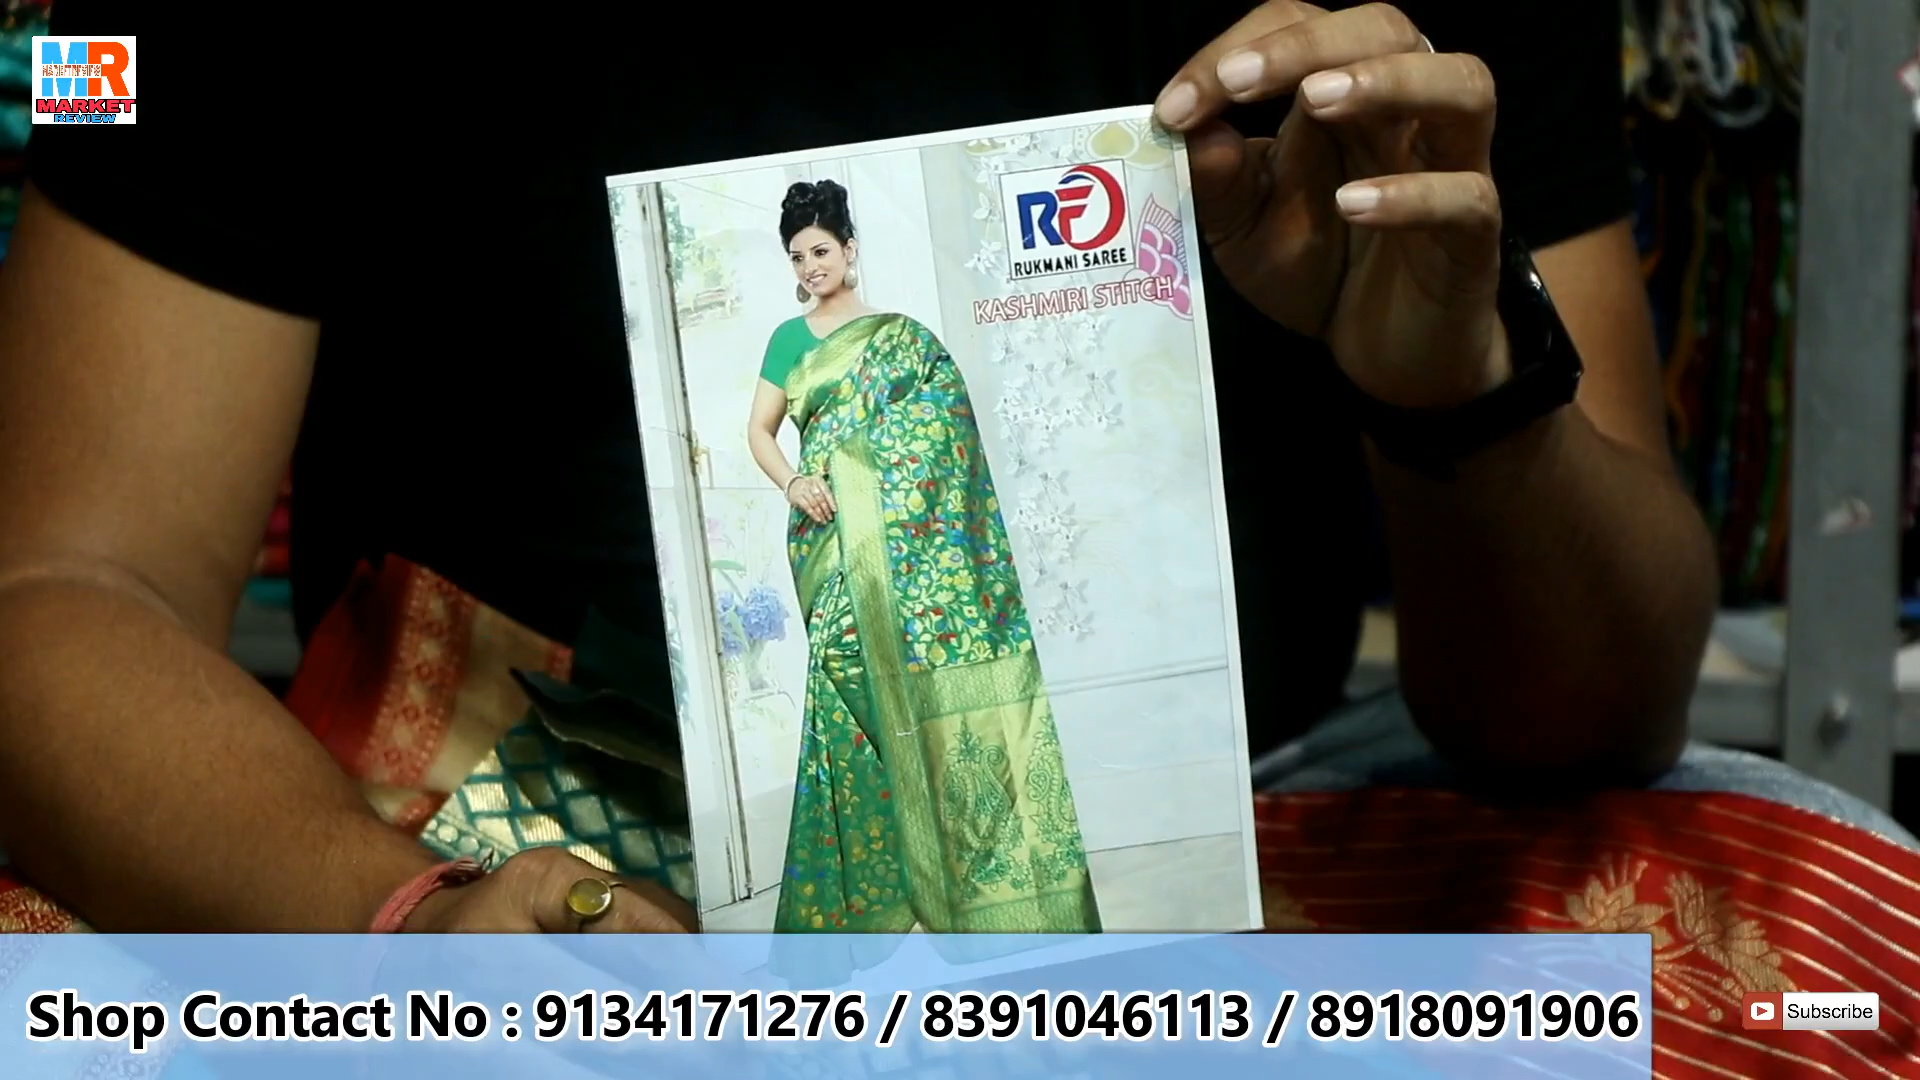 MR
MARKET
REVIEW
RF
RUKMANI SAREE
KASHMIRI STITCH
Shop Contact No : 9134171276 / 8391046113 / 8918091906
Subscribe